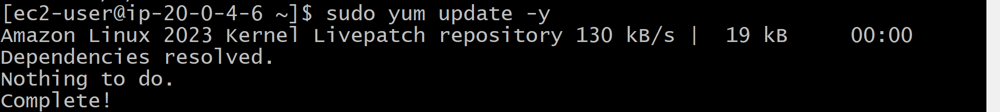 [ec2-user@ip-20-0-4-6 ~]$ sudo yum update -y
Amazon Linux 2023 Kernel Livepatch repository 130 kB/s |  19 kB     00:00
Dependencies resolved.
Nothing to do.
Complete!